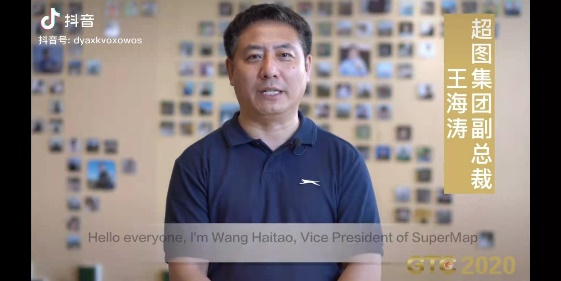 抖音
抖音号: dyaxkvoxowos
超图集团副总裁
王海涛
Hello everyone, I'm Wang Haitao, Vice President of SuperMap
GTC 2020